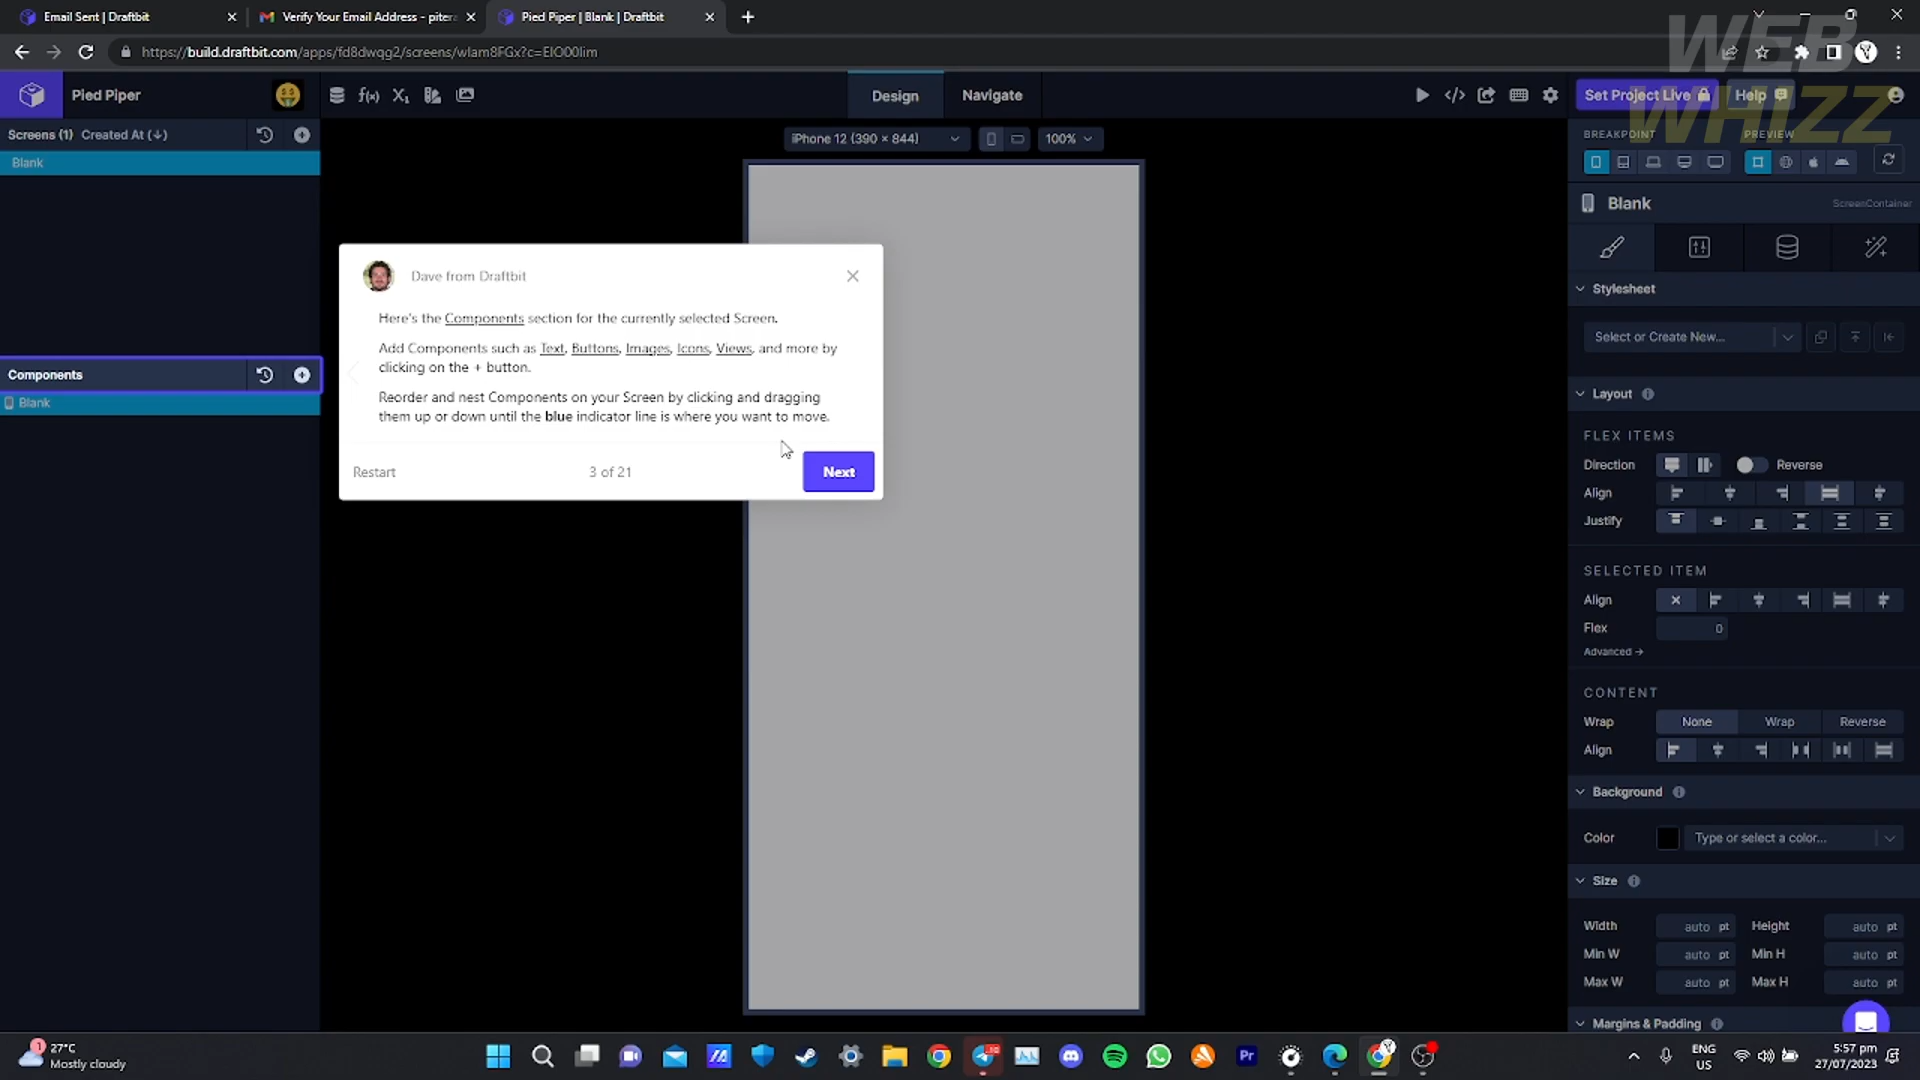 Email Sent | Draftbit
Verify Your Email Address - pitera
Pied Piper | Blank | Draftbit
https://build.draftbit.com/apps/fd8dwqg2/screens/wIam8FGx?c=EIO00Iim
WEB
WHIZZ
Pied Piper
f(x)
X₁
Design
Navigate
</>
Set Project Live
Help
Screens (1) Created At (↓)
iPhone 12 (390 × 844)
100%
BREAKPOINT
PREVIEW
Blank
Blank
ScreenContainer
Dave from Draftbit
Here's the Components section for the currently selected Screen.
Add Components such as Text, Buttons, Images, Icons, Views, and more by
clicking on the + button.
Reorder and nest Components on your Screen by clicking and dragging
them up or down until the blue indicator line is where you want to move.
Restart
3 of 21
Next
Components
Blank
Stylesheet
Select or Create New...
Layout
FLEX ITEMS
Direction
Reverse
Align
Justify
SELECTED ITEM
Align
Flex
0
Advanced →
CONTENT
Wrap
None
Wrap
Reverse
Align
Background
Color
Type or select a color...
Size
Width
auto pt
Height
auto pt
Min W
auto pt
Min H
auto pt
Max W
auto pt
Max H
auto pt
Margins & Padding
1
27°C
Mostly cloudy
Pr
ENG
US
5:57 pm
27/07/2023